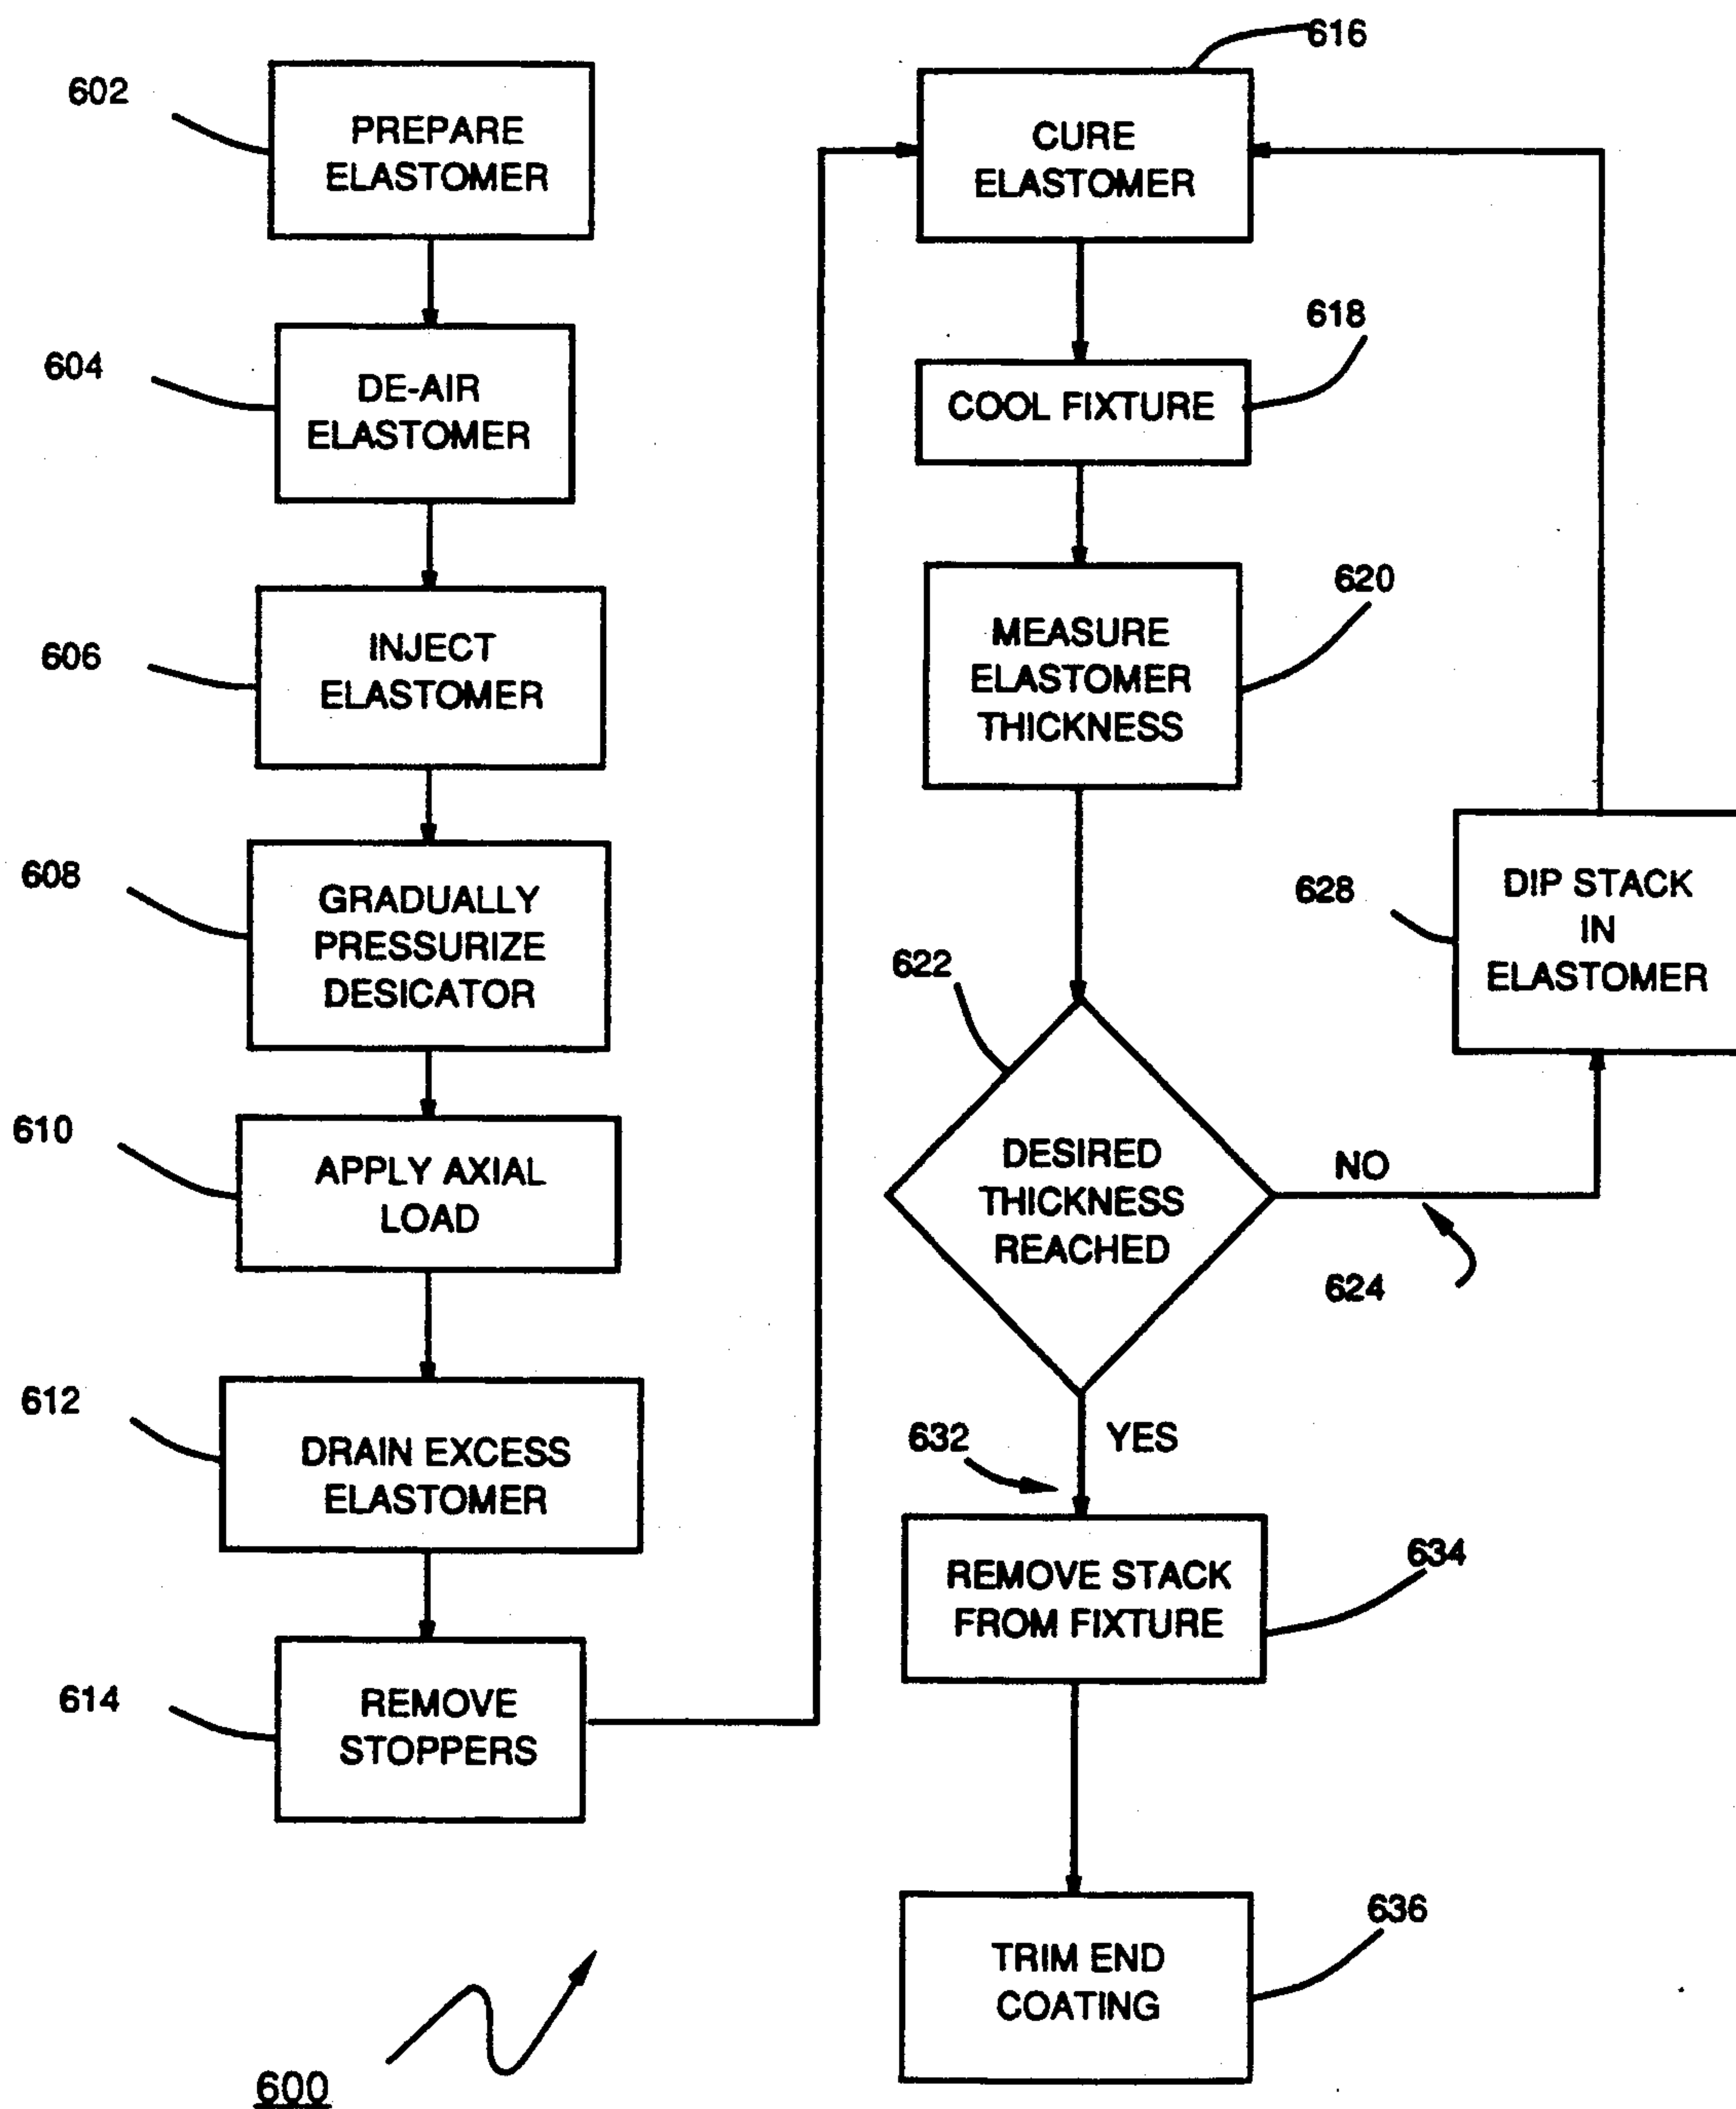 602
PREPARE
ELASTOMER
604
DE-AIR
ELASTOMER
606
INJECT
ELASTOMER
608
GRADUALLY
PRESSURIZE
DESICATOR
610
APPLY AXIAL
LOAD
612
DRAIN EXCESS
ELASTOMER
614
REMOVE
STOPPERS
616
CURE
ELASTOMER
618
COOL FIXTURE
620
MEASURE
ELASTOMER
THICKNESS
622
DESIRED
THICKNESS
REACHED
NO
624
628
DIP STACK
IN
ELASTOMER
632
YES
634
REMOVE STACK
FROM FIXTURE
636
TRIM END
COATING
600